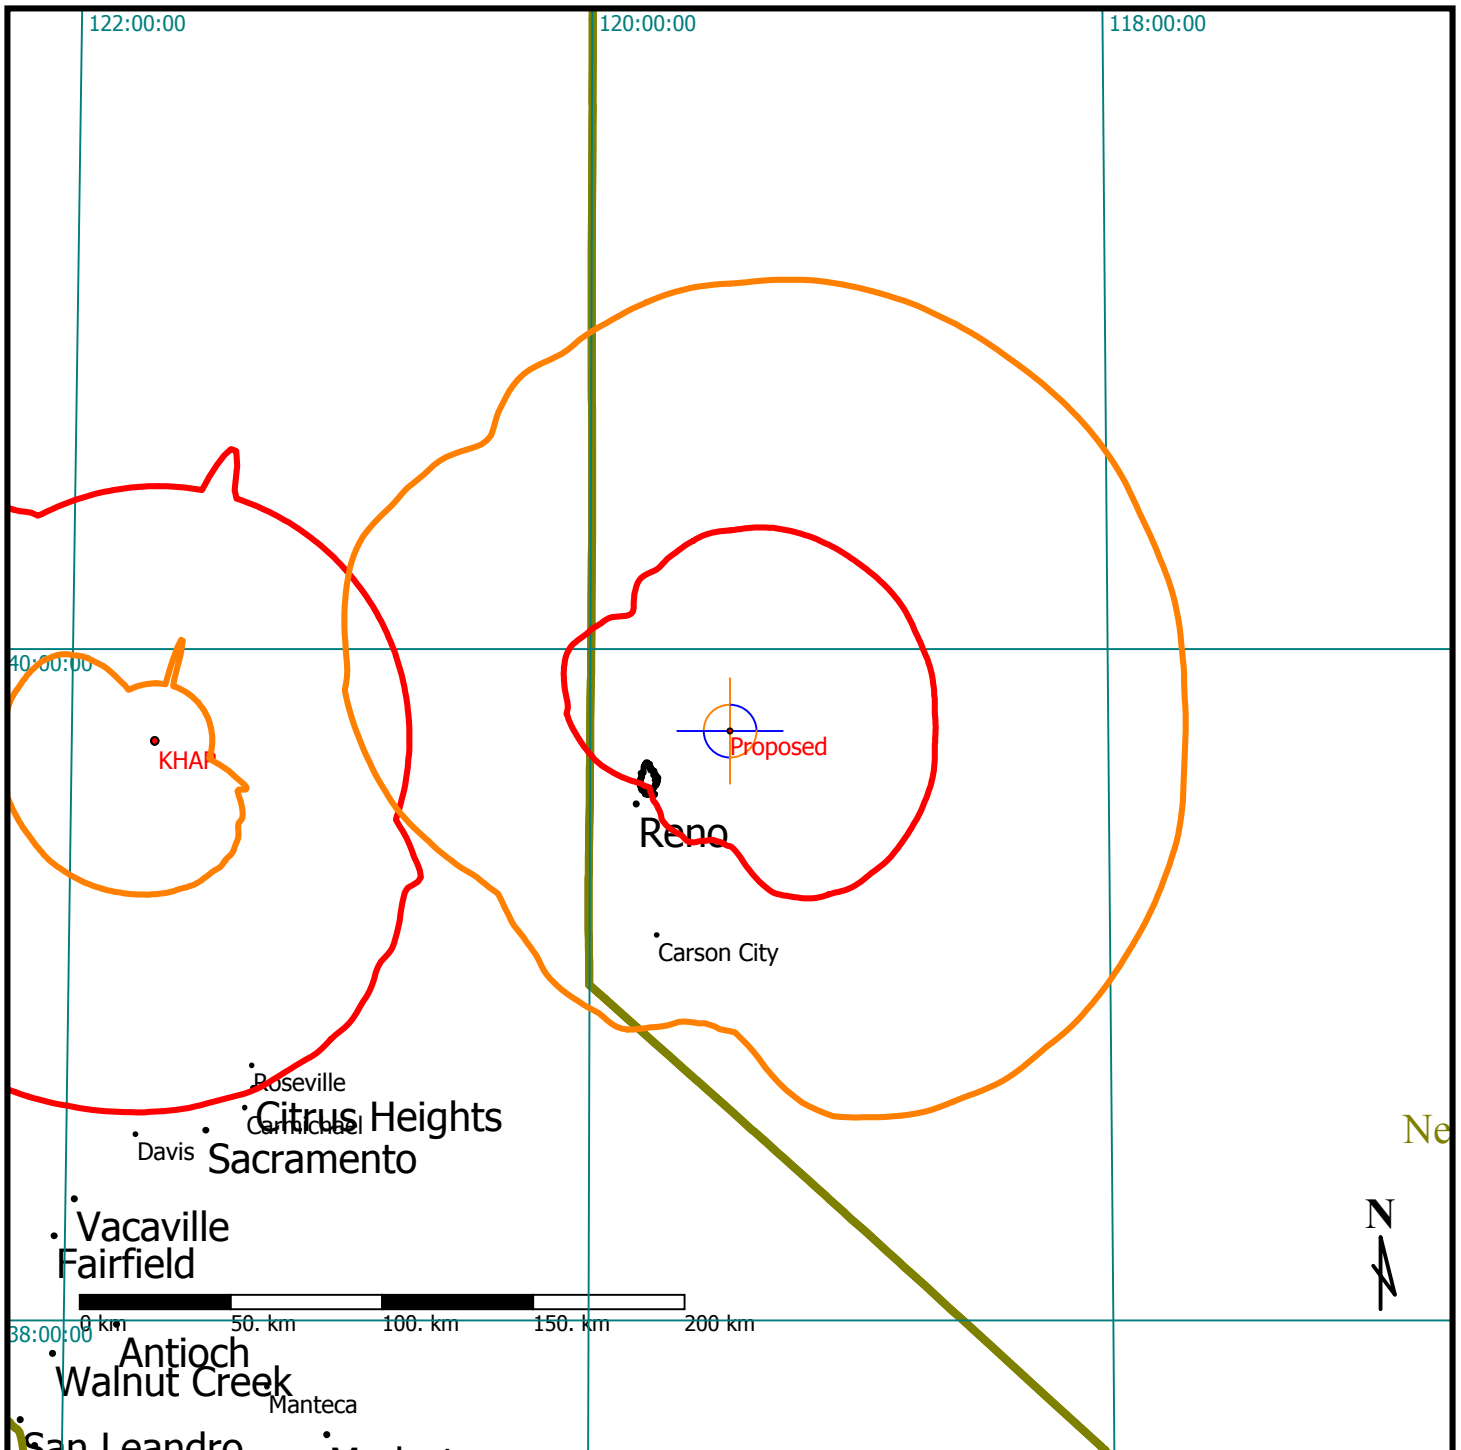 122:00:00
120:00:00
118:00:00
40:00:00
KHAP
Proposed
Reno
Carson City
Roseville
Citrus Heights
Carmichael
Davis
Sacramento
Ne
N
Vacaville
Fairfield
0 km
50. km
100. km
150. km
200 km
38:00:00
Antioch
Walnut Creek
Manteca
San Leandro